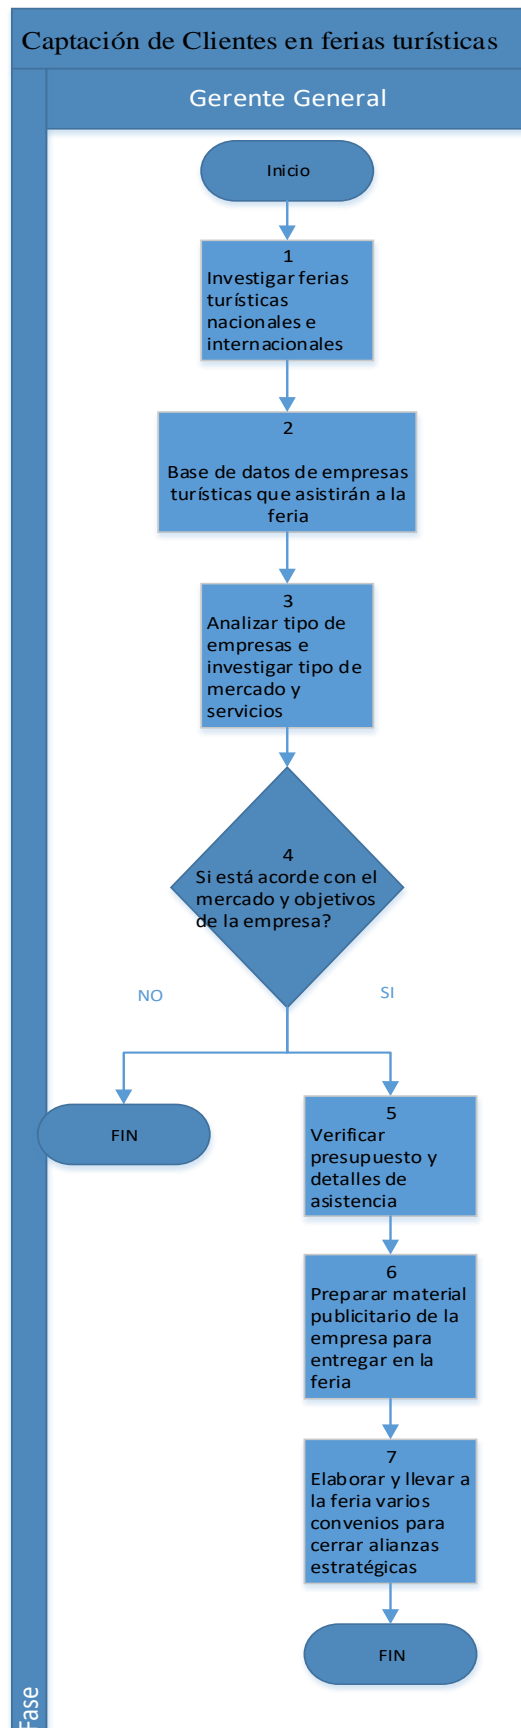 Captación de Clientes en ferias turísticas
Gerente General
Inicio
1
Investigar ferias
turísticas
nacionales e
internacionales
2
Base de datos de empresas
turísticas que asistirán a la
feria
3
Analizar tipo de
empresas e
investigar tipo de
mercado y
servicios
4
Si está acorde con el
mercado y objetivos
de la empresa?
NO
SI
FIN
5
Verificar
presupuesto y
detalles de
asistencia
6
Preparar material
publicitario de la
empresa para
entregar en la
feria
7
Elaborar y llevar a
la feria varios
convenios para
cerrar alianzas
estratégicas
FIN
Fase